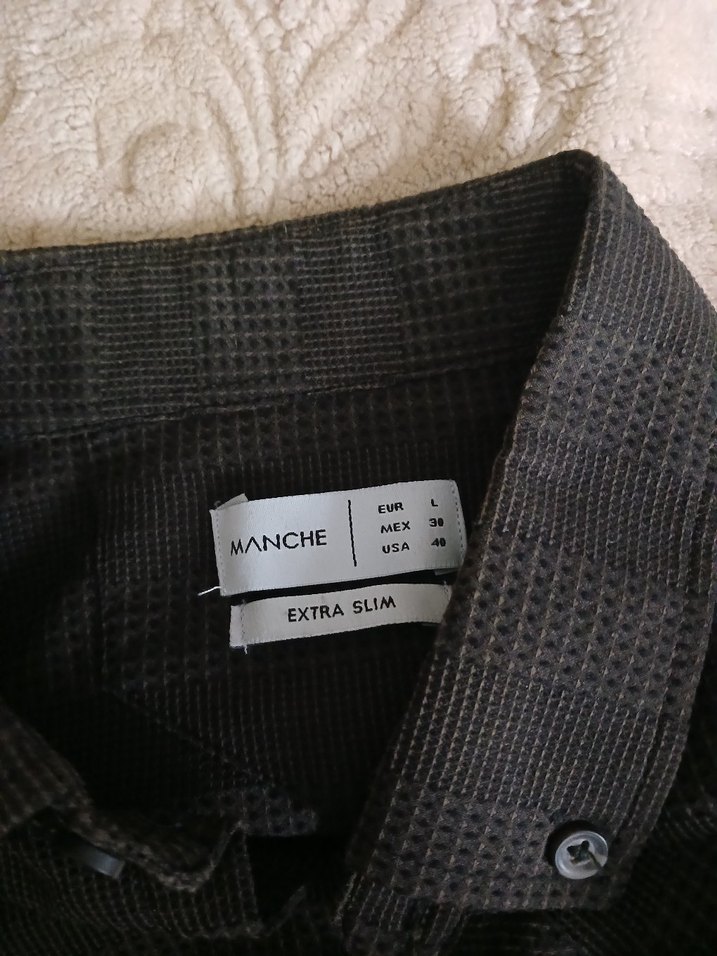 MANCHE
EUR L
MEX 30
USA 40
EXTRA SLIM